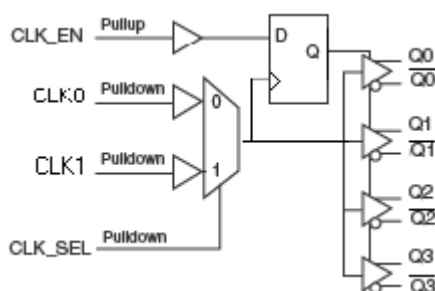 CLK_EN Pullup
D
Q
Q0
Q0
CLK0 Pulldown
0
Q1
Q1
CLK1 Pulldown
1
Q2
Q2
CLK_SEL Pulldown
Q3
Q3